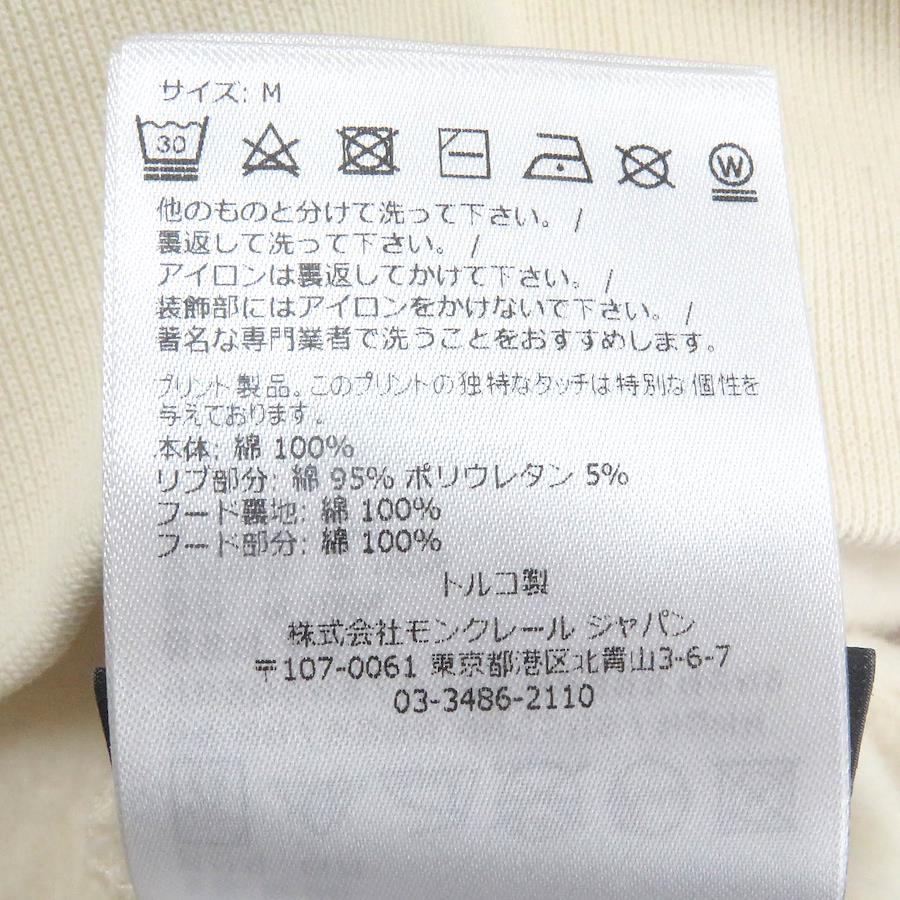 サイズ: M
30
W
他のものと分けて洗って下さい。 /
裏返して洗って下さい。 /
アイロンは裏返してかけて下さい。 /
装飾部にはアイロンをかけないで下さい。 /
著名な専門業者で洗うことをおすすめします。
プリント製品。このプリントの独特なタッチは特別な個性を
与えております。
本体: 綿 100%
リブ部分: 綿 95% ポリウレタン 5%
フード裏地: 綿 100%
フード部分: 綿 100%
トルコ製
株式会社モンクレール ジャパン
〒107-0061 東京都港区北青山3-6-7
03-3486-2110